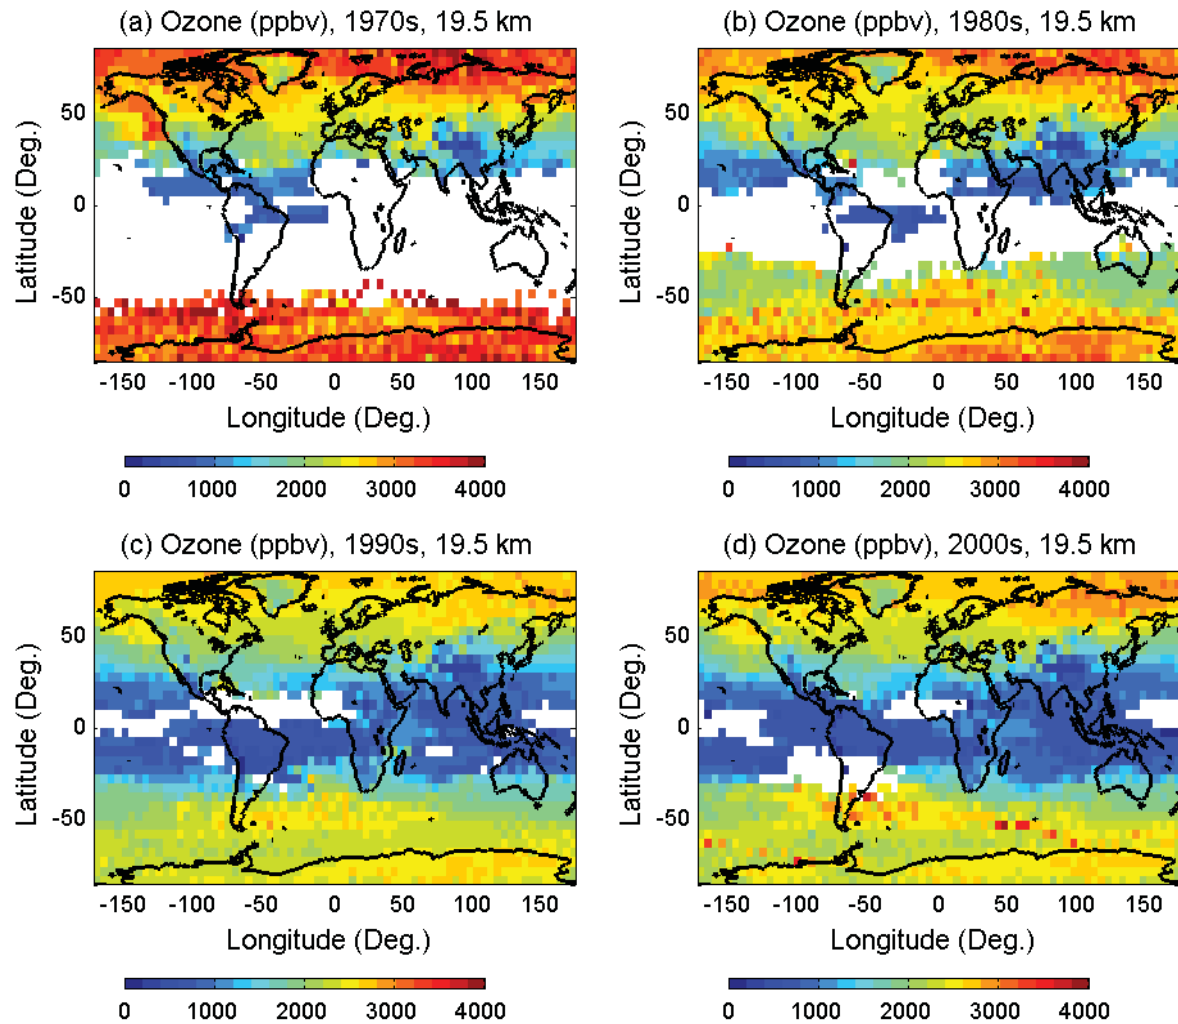 (a) Ozone (ppbv), 1970s, 19.5 km
(b) Ozone (ppbv), 1980s, 19.5 km
Latitude (Deg.)
50
0
-50
-150 -100 -50 0 50 100 150
Longitude (Deg.)
0 1000 2000 3000 4000
Latitude (Deg.)
50
0
-50
-150 -100 -50 0 50 100 150
Longitude (Deg.)
0 1000 2000 3000 4000
(c) Ozone (ppbv), 1990s, 19.5 km
(d) Ozone (ppbv), 2000s, 19.5 km
Latitude (Deg.)
50
0
-50
-150 -100 -50 0 50 100 150
Longitude (Deg.)
0 1000 2000 3000 4000
Latitude (Deg.)
50
0
-50
-150 -100 -50 0 50 100 150
Longitude (Deg.)
0 1000 2000 3000 4000